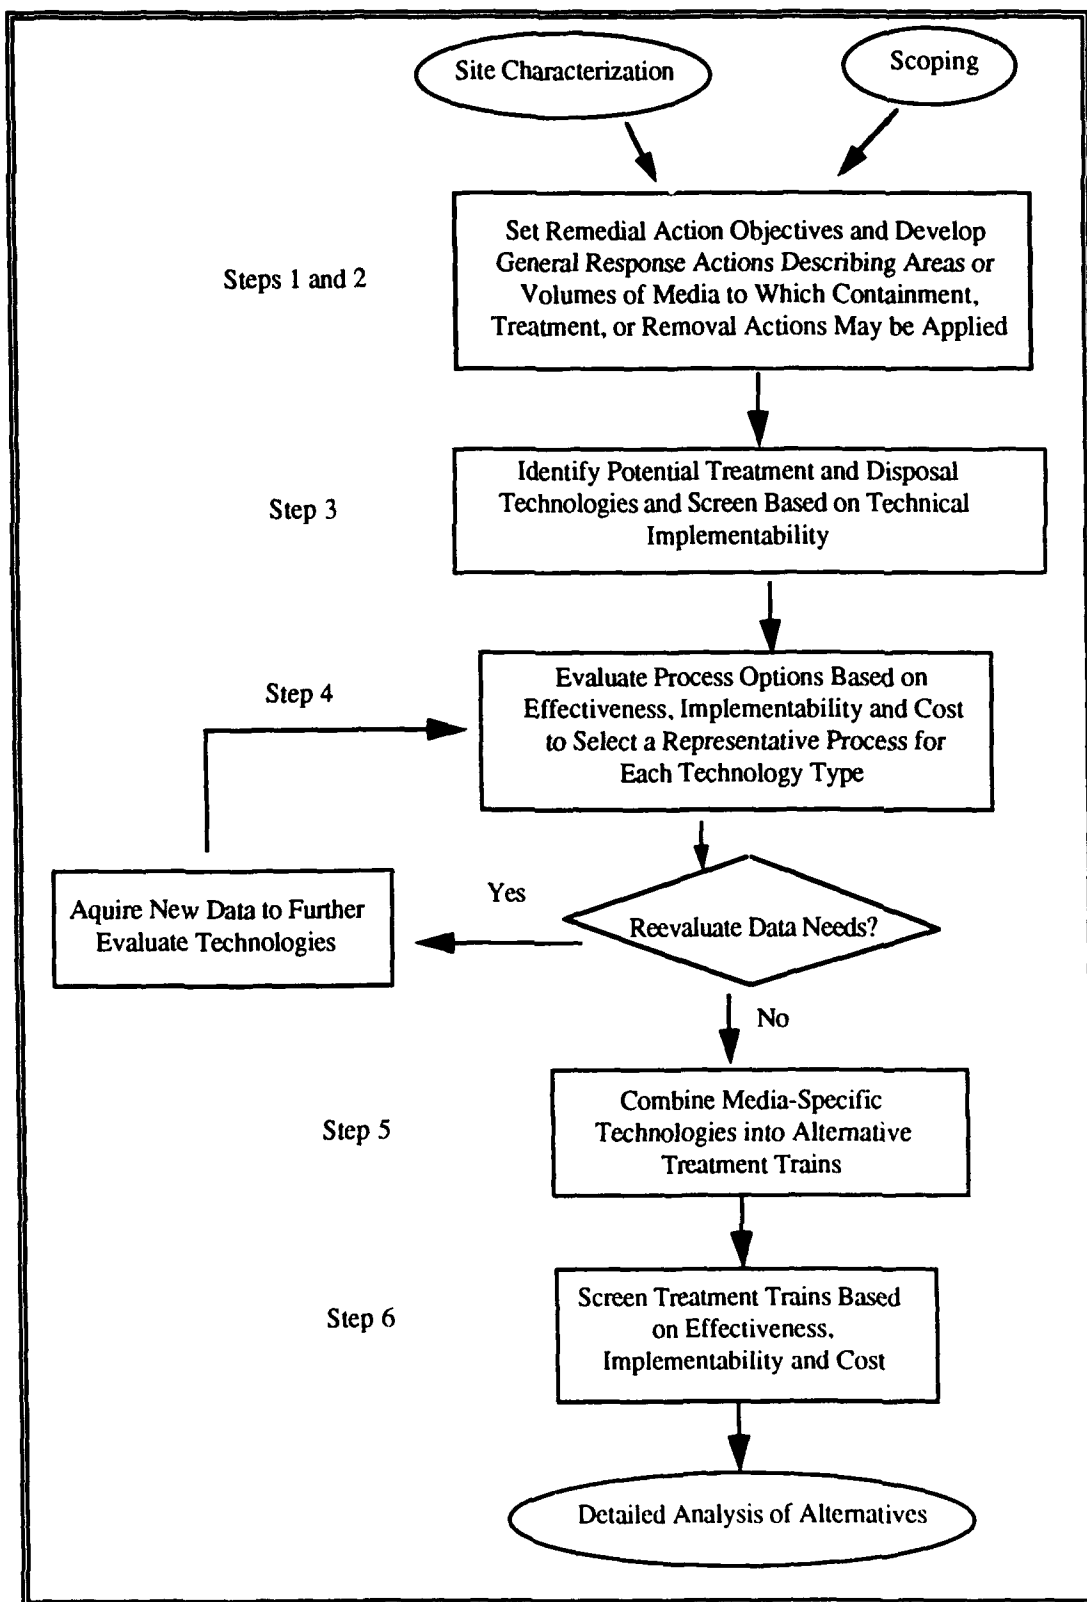 Site Characterization
Scoping
Steps 1 and 2
Set Remedial Action Objectives and Develop
General Response Actions Describing Areas or
Volumes of Media to Which Containment,
Treatment, or Removal Actions May be Applied
Step 3
Identify Potential Treatment and Disposal
Technologies and Screen Based on Technical
Implementability
Step 4
Evaluate Process Options Based on
Effectiveness, Implementability and Cost
to Select a Representative Process for
Each Technology Type
Aquire New Data to Further
Evaluate Technologies
Yes
Reevaluate Data Needs?
No
Step 5
Combine Media-Specific
Technologies into Alternative
Treatment Trains
Step 6
Screen Treatment Trains Based
on Effectiveness,
Implementability and Cost
Detailed Analysis of Alternatives